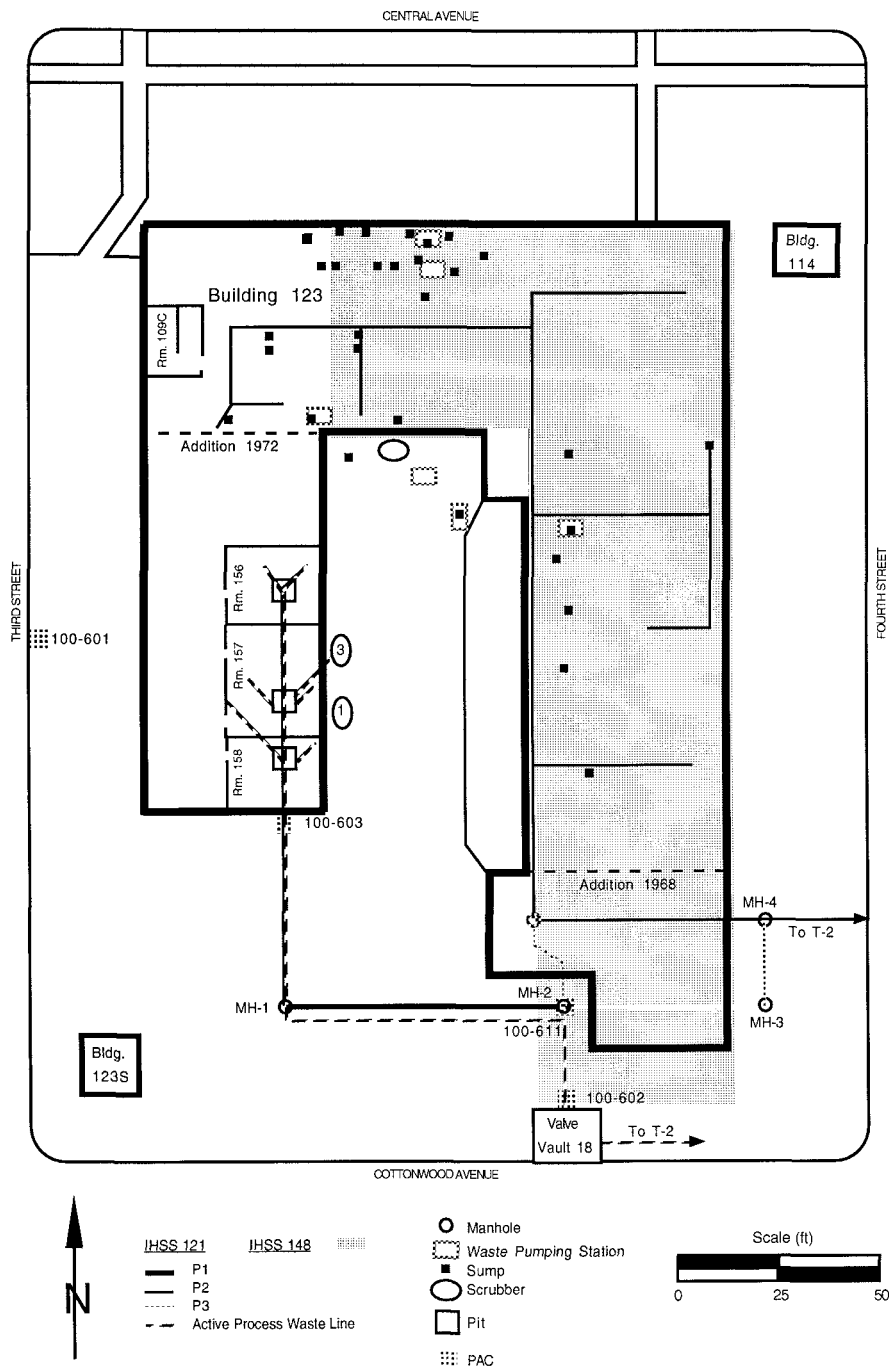 CENTRAL AVENUE
Bldg.
114
Building 123
Rm. 109C
Addition 1972
THIRD STREET
FOURTH STREET
Rm. 156
100-601
Rm. 157
3
1
Rm. 158
100-603
Addition 1968
MH-4
To T-2
MH-2
MH-1
MH-3
100-611
Bldg.
123S
100-602
Valve
Vault 18
To T-2
COTTONWOOD AVENUE
N
IHSS 121
IHSS 148
P1
P2
P3
Active Process Waste Line
Manhole
Waste Pumping Station
Sump
Scrubber
Pit
PAC
Scale (ft)
0 25 50